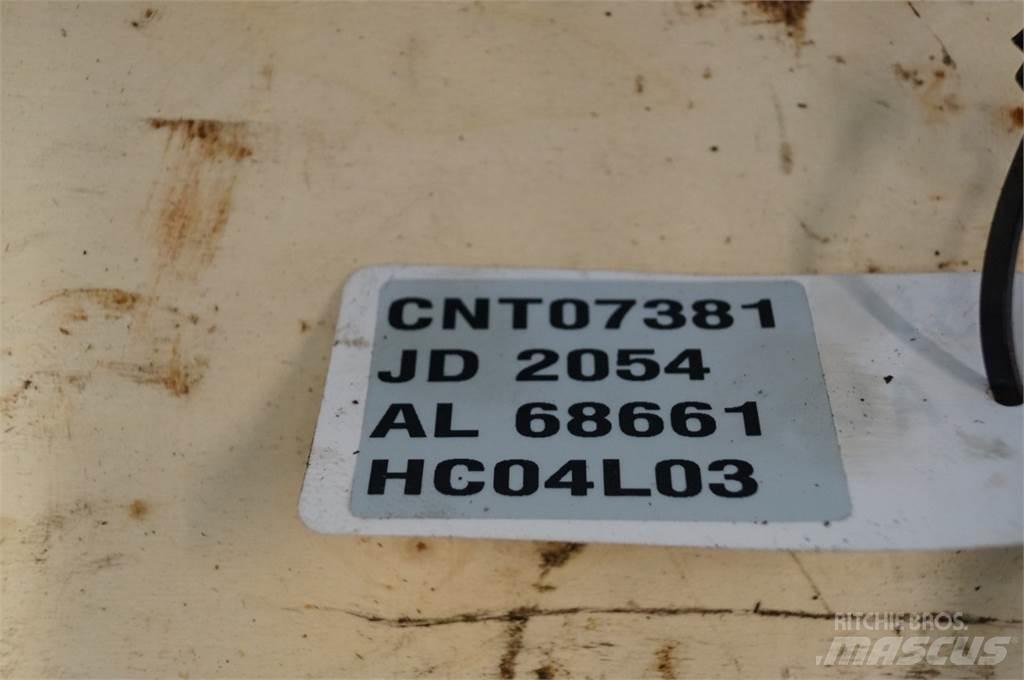 CNT07381
JD 2054
AL 68661
HC04L03
RITCHIE BROS.
MASCUS